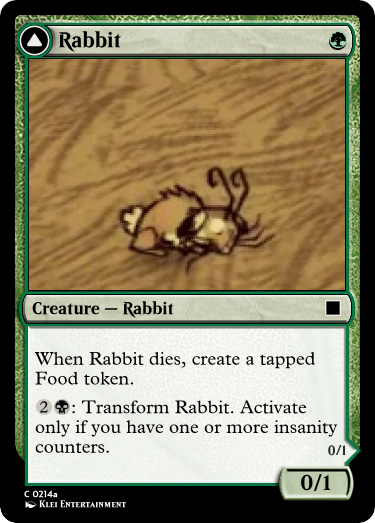 Rabbit
Creature — Rabbit
When Rabbit dies, create a tapped
Food token.
2 : Transform Rabbit. Activate
only if you have one or more insanity
counters.
0/1
0/1
C 0214a
Klei Entertainment